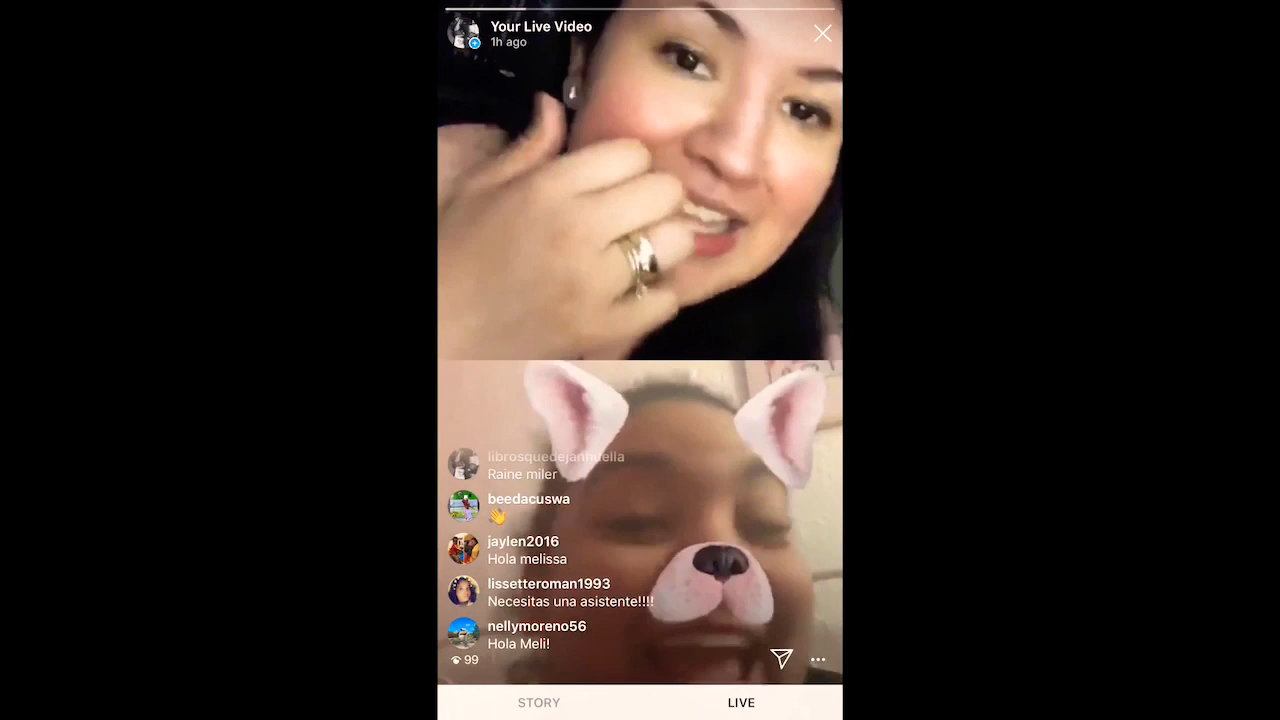 Your Live Video
1h ago
librosquedejanhuella
Raine miler
beedacuswa
👋
jaylen2016
Hola melissa
lissetteroman1993
Necesitas una asistente!!!!
nellymoreno56
Hola Meli!
99
STORY
LIVE